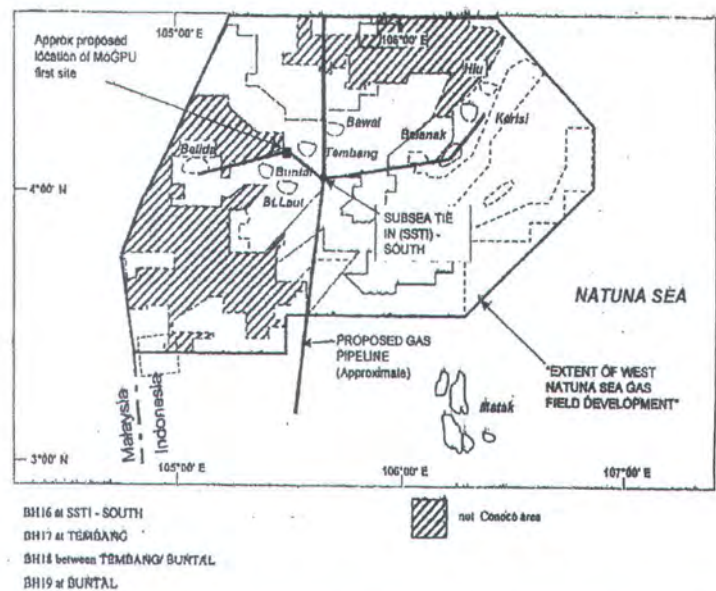 Approx proposed
location of MOGPU
first site
105°00' E
106°00' E
Hiu
Kerisi
Bawal
Belanak
Tembang
Belida
Buntal
Bt.Laut
4°00' N
SUBSEA TIE
IN (SSTI) -
SOUTH
NATUNA SEA
PROPOSED GAS
PIPELINE
(Approximate)
"EXTENT OF WEST
NATUNA SEA GAS
FIELD DEVELOPMENT"
Malaysia
Indonesia
Matak
3°00' N
105°00' E
106°00' E
107°00' E
BH16 at SSTI - SOUTH
not Conoco area
BH17 at TEMBANG
BH18 between TEMBANG/ BUNTAL
BH19 at BUNTAL